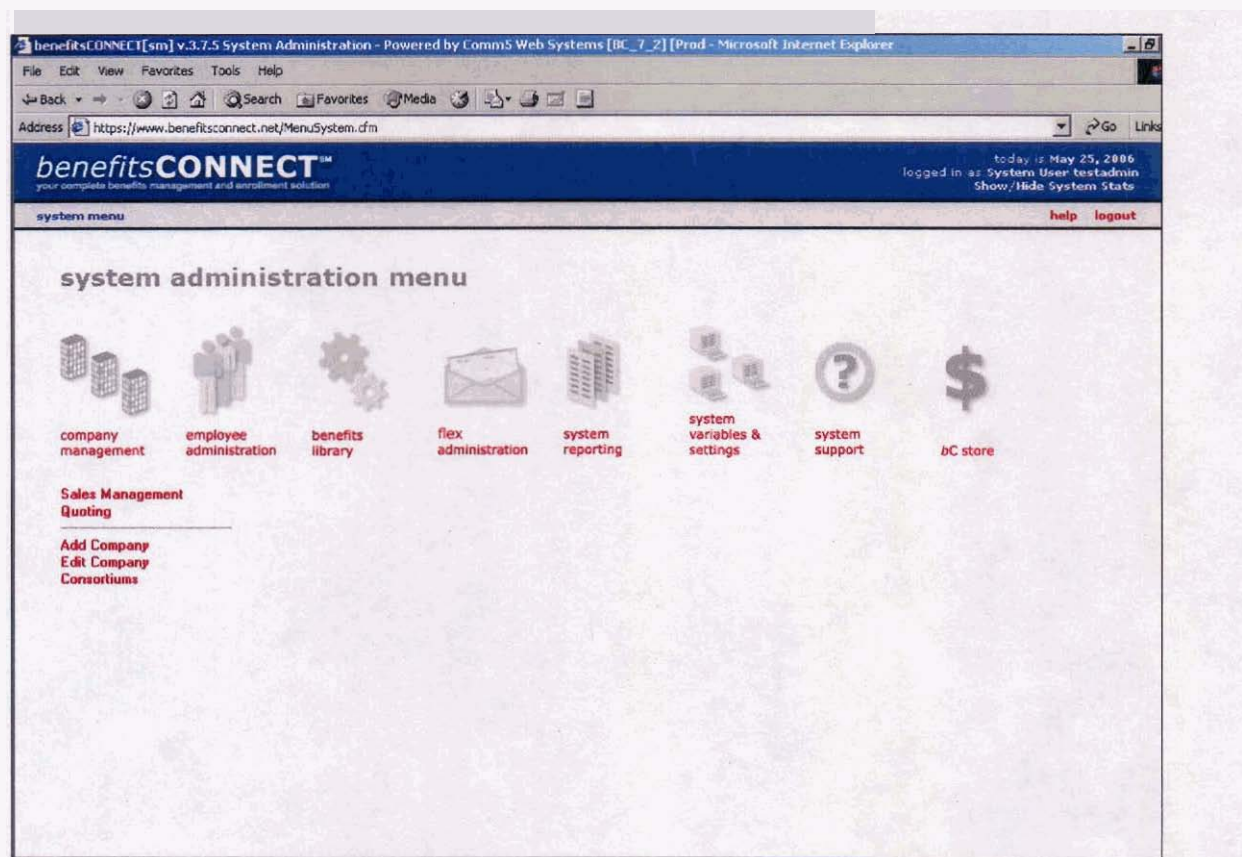 benefitsCONNECT[sm] v.3.7.5 System Administration - Powered by Comm5 Web Systems [BC_7_2] [Prod - Microsoft Internet Explorer
File Edit View Favorites Tools Help
Back Search Favorites Media
Address https://www.benefitsconnect.net/MenuSystem.cfm Go Links
benefitsCONNECT SM
your complete benefits management and enrollment solution
today is May 25, 2006
logged in as System User testadmin
Show/Hide System Stats
system menu help logout
system administration menu
company management
employee administration
benefits library
flex administration
system reporting
system variables & settings
system support
bC store
Sales Management
Quoting
Add Company
Edit Company
Consortiums